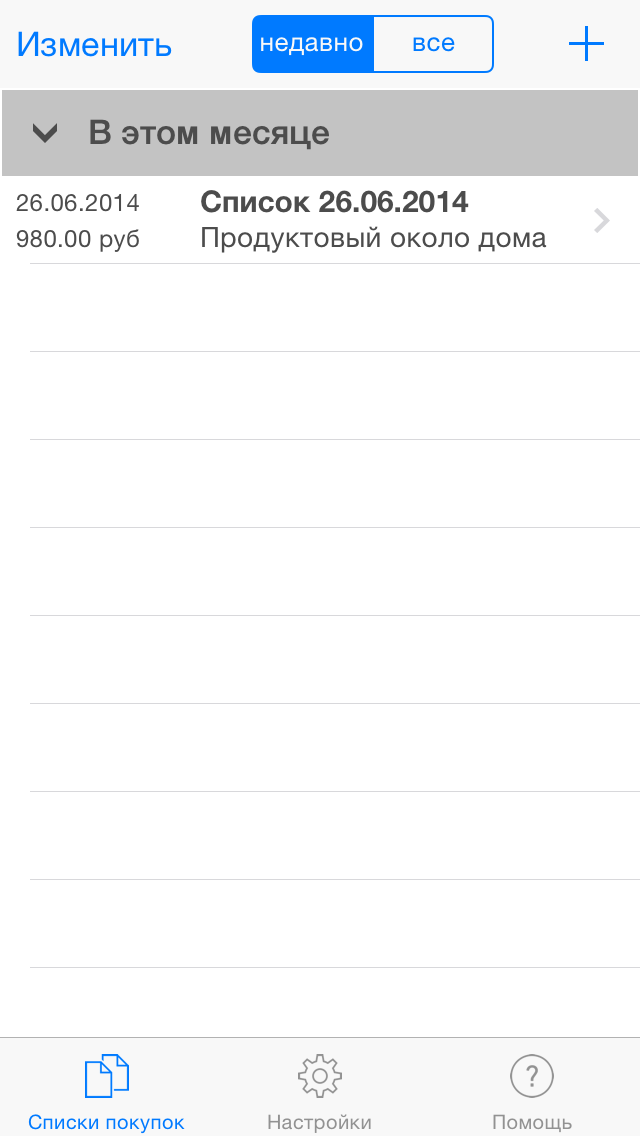 Изменить
недавно
все
В этом месяце
26.06.2014
Список 26.06.2014
980.00 руб
Продуктовый около дома
Списки покупок
Настройки
?
Помощь